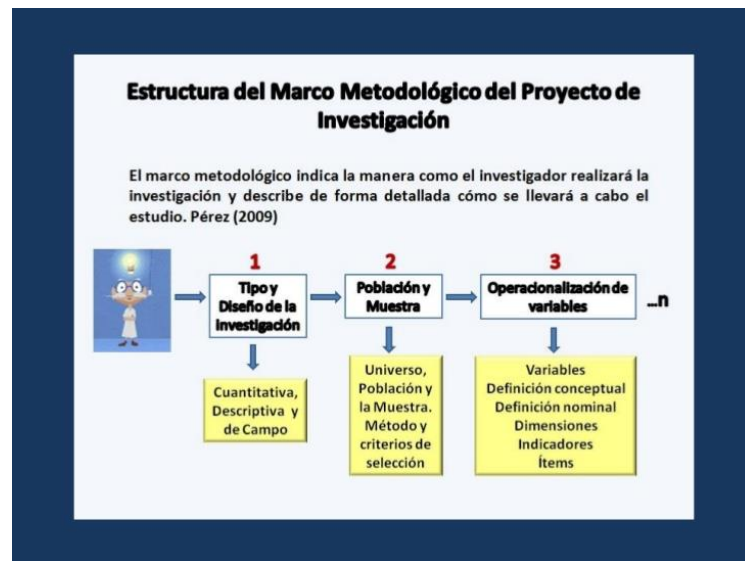 Estructura del Marco Metodológico del Proyecto de
Investigación
El marco metodológico indica la manera como el investigador realizará la
investigación y describe de forma detallada cómo se llevará a cabo el
estudio. Pérez (2009)
1
Tipo y
Diseño de la
investigación
2
Población y
Muestra
3
Operacionalización de
variables
...n
Cuantitativa,
Descriptiva y
de Campo
Universo,
Población y
la Muestra.
Método y
criterios de
selección
Variables
Definición conceptual
Definición nominal
Dimensiones
Indicadores
Ítems